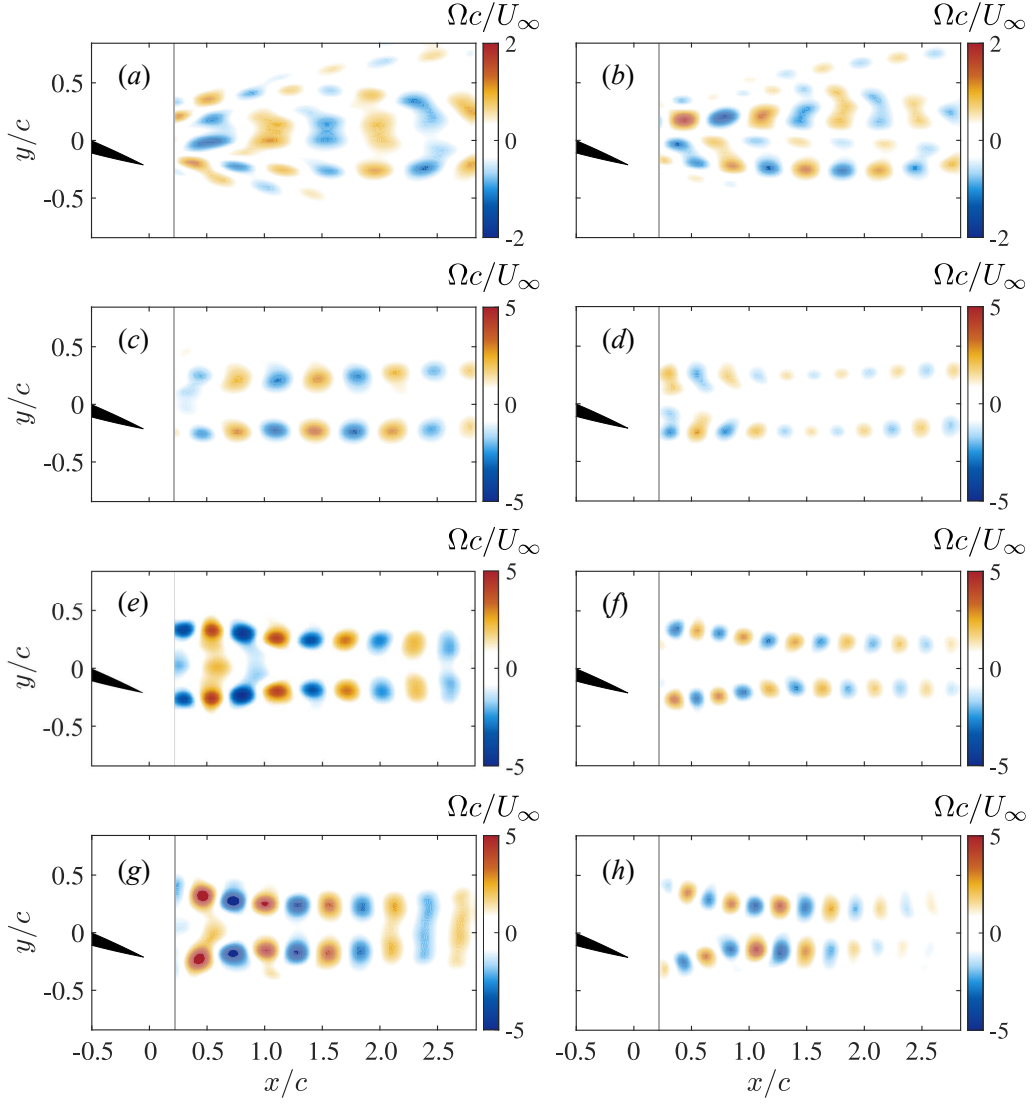 Ωc/U∞ Ωc/U∞
(a) 2 (b) 2
0.5
y/c 0 0 0
-0.5
-2 -2
Ωc/U∞ Ωc/U∞
(c) 5 (d) 5
0.5
y/c 0 0 0
-0.5
-5 -5
Ωc/U∞ Ωc/U∞
(e) 5 (f) 5
0.5
y/c 0 0 0
-0.5
-5 -5
Ωc/U∞ Ωc/U∞
(g) 5 (h) 5
0.5
y/c 0 0 0
-0.5
-5 -5
-0.5 0 0.5 1.0 1.5 2.0 2.5 -0.5 0 0.5 1.0 1.5 2.0 2.5
x/c x/c